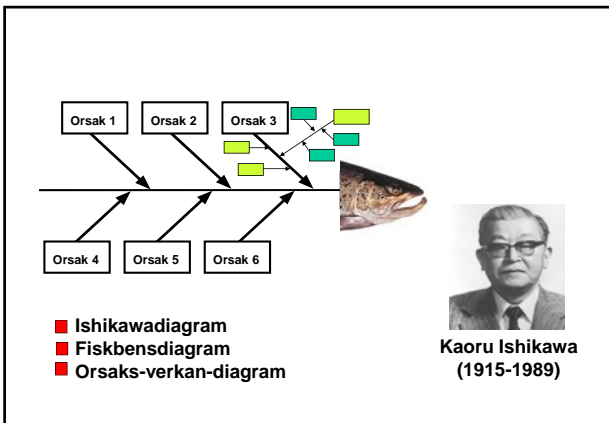 Orsak 1
Orsak 2
Orsak 3
Orsak 4
Orsak 5
Orsak 6
Ishikawadiagram
Fiskbensdiagram
Orsaks-verkan-diagram
Kaoru Ishikawa
(1915-1989)